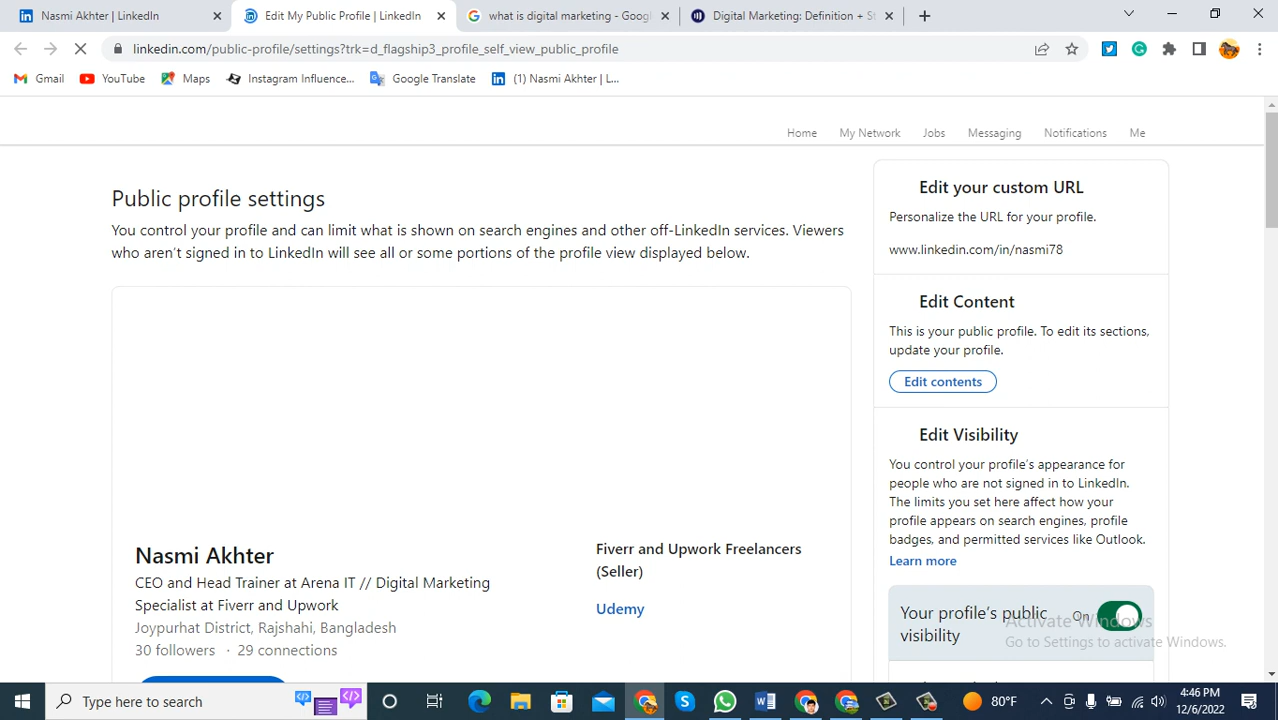 Nasmi Akhter | LinkedIn
Edit My Public Profile | LinkedIn
what is digital marketing - Goog
Digital Marketing: Definition + St
linkedin.com/public-profile/settings?trk=d_flagship3_profile_self_view_public_profile
Gmail
YouTube
Maps
Instagram Influence...
Google Translate
(1) Nasmi Akhter | L...
Home
My Network
Jobs
Messaging
Notifications
Me
Public profile settings
You control your profile and can limit what is shown on search engines and other off-LinkedIn services. Viewers
who aren’t signed in to LinkedIn will see all or some portions of the profile view displayed below.
Nasmi Akhter
CEO and Head Trainer at Arena IT // Digital Marketing
Specialist at Fiverr and Upwork
Joypurhat District, Rajshahi, Bangladesh
30 followers · 29 connections
Fiverr and Upwork Freelancers
(Seller)
Udemy
Edit your custom URL
Personalize the URL for your profile.
www.linkedin.com/in/nasmi78
Edit Content
This is your public profile. To edit its sections,
update your profile.
Edit contents
Edit Visibility
You control your profile’s appearance for
people who are not signed in to LinkedIn.
The limits you set here affect how your
profile appears on search engines, profile
badges, and permitted services like Outlook.
Learn more
Your profile’s public
visibility
On
Activate Windows
Go to Settings to activate Windows.
Type here to search
80°F
4:46 PM
12/6/2022